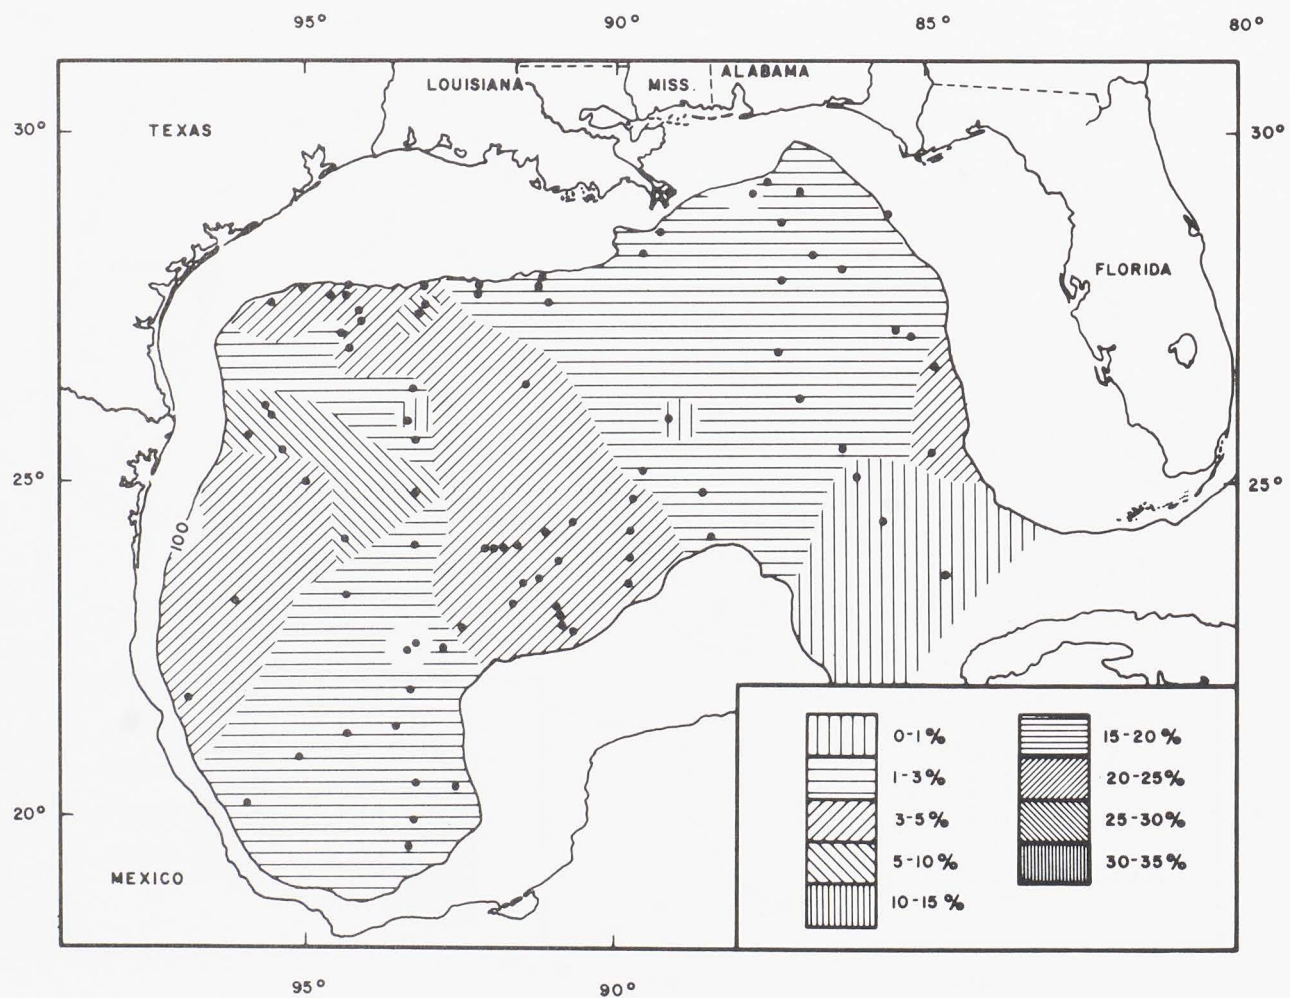 95° 90° 85° 80°
LOUISIANA MISS. ALABAMA
30° TEXAS 30°
FLORIDA
25° 25°
100
20°
MEXICO
0-1% 15-20%
1-3% 20-25%
3-5% 25-30%
5-10% 30-35%
10-15%
95° 90°